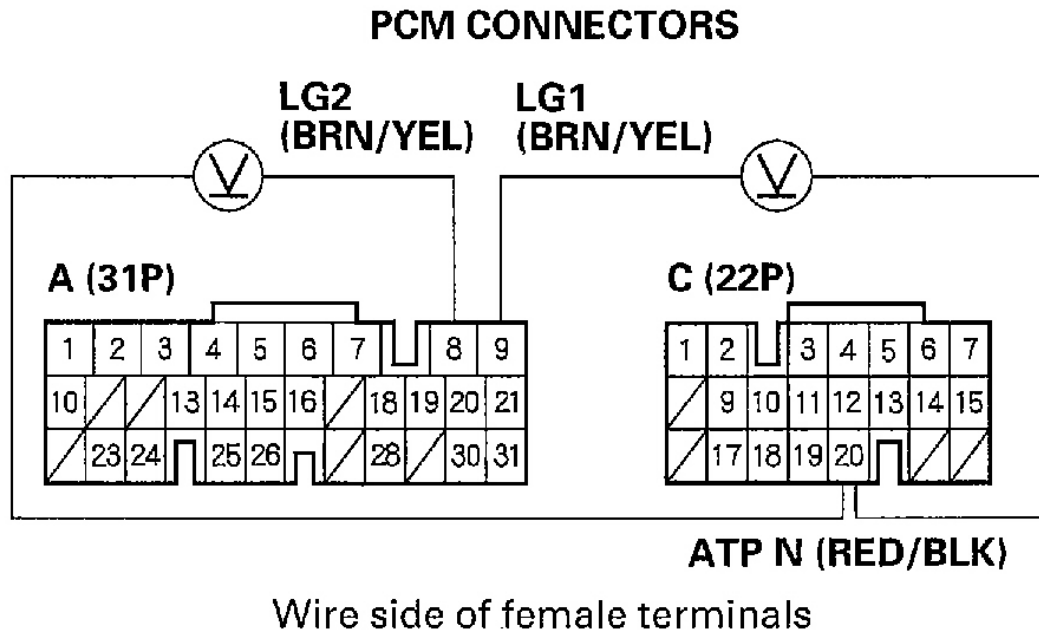 PCM CONNECTORS
LG2 LG1
(BRN/YEL) (BRN/YEL)
V V
A (31P) C (22P)
1 2 3 4 5 6 7 8 9 1 2 3 4 5 6 7
10 13 14 15 16 18 19 20 21 9 10 11 12 13 14 15
23 24 25 26 28 30 31 17 18 19 20
ATP N (RED/BLK)
Wire side of female terminals